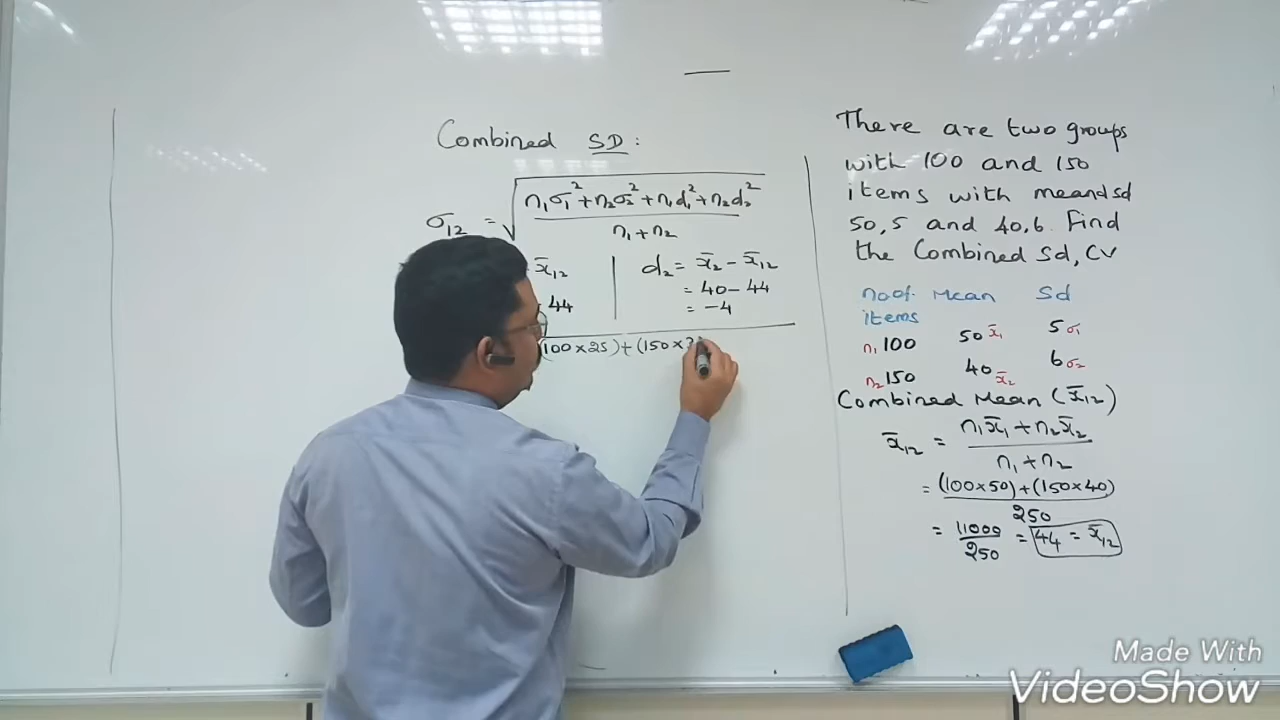 Combined SD:
σ₁₂ = √ n₁σ₁² + n₂σ₂² + n₁d₁² + n₂d₂²
n₁ + n₂
x̄₁₂
44
d₂ = x̄₂ - x̄₁₂
= 40 - 44
= -4
(100 × 25) + (150 × 3
There are two groups
with 100 and 150
items with mean & sd
50, 5 and 40, 6. Find
the Combined Sd, CV
no.of. Mean Sd
items
n₁ 100 50 x̄₁ 5 σ₁
n₂ 150 40 x̄₂ 6 σ₂
Combined Mean (x̄₁₂)
x̄₁₂ = n₁x̄₁ + n₂x̄₂
n₁ + n₂
= (100×50) + (150×40)
250
= 11000 = 44 = x̄₁₂
250
Made With
VideoShow